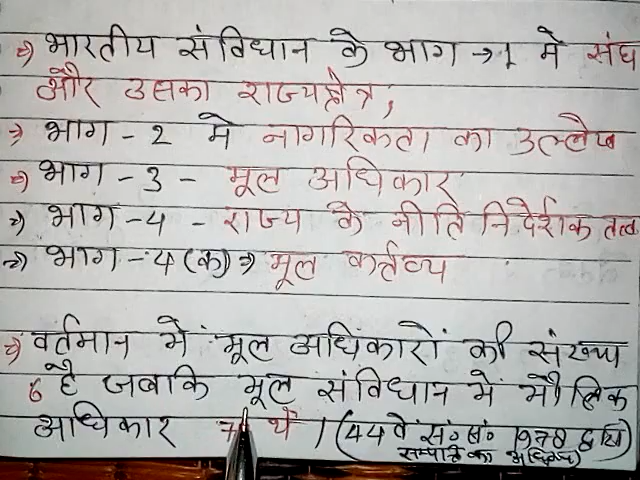 ⇒ भारतीय संविधान के भाग → 1 मे संघ
और उसका राज्यक्षेत्र,
⇒ भाग - 2 मे नागरिकता का उल्लेख
⇒ भाग - 3 - मूल अधिकार
⇒ भाग - 4 - राज्य के नीति निर्देशक तत्व
⇒ भाग - 4 (क) ⇒ मूल कर्तव्य
⇒ वर्तमान में मूल अधिकारों की संख्या
6 है जबकि मूल संविधान में मौलिक
अधिकार 7 थे । (44वे सं॰सं॰ 1978 द्वारा
सम्पत्ति का अधिकार)